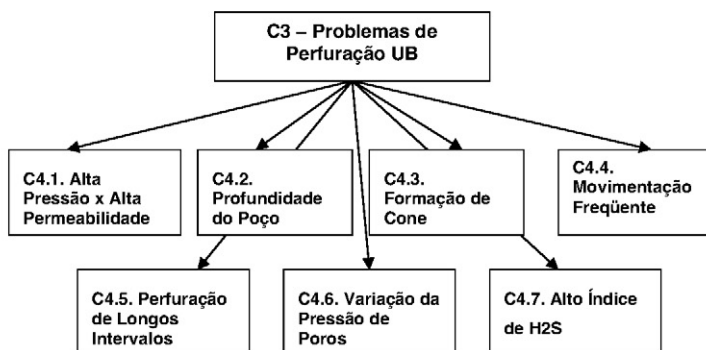 C3 – Problemas de
Perfuração UB
C4.1. Alta
Pressão x Alta
Permeabilidade
C4.2.
Profundidade
do Poço
C4.3.
Formação de
Cone
C4.4.
Movimentação
Freqüente
C4.5. Perfuração
de Longos
Intervalos
C4.6. Variação da
Pressão de
Poros
C4.7. Alto Índice
de H2S